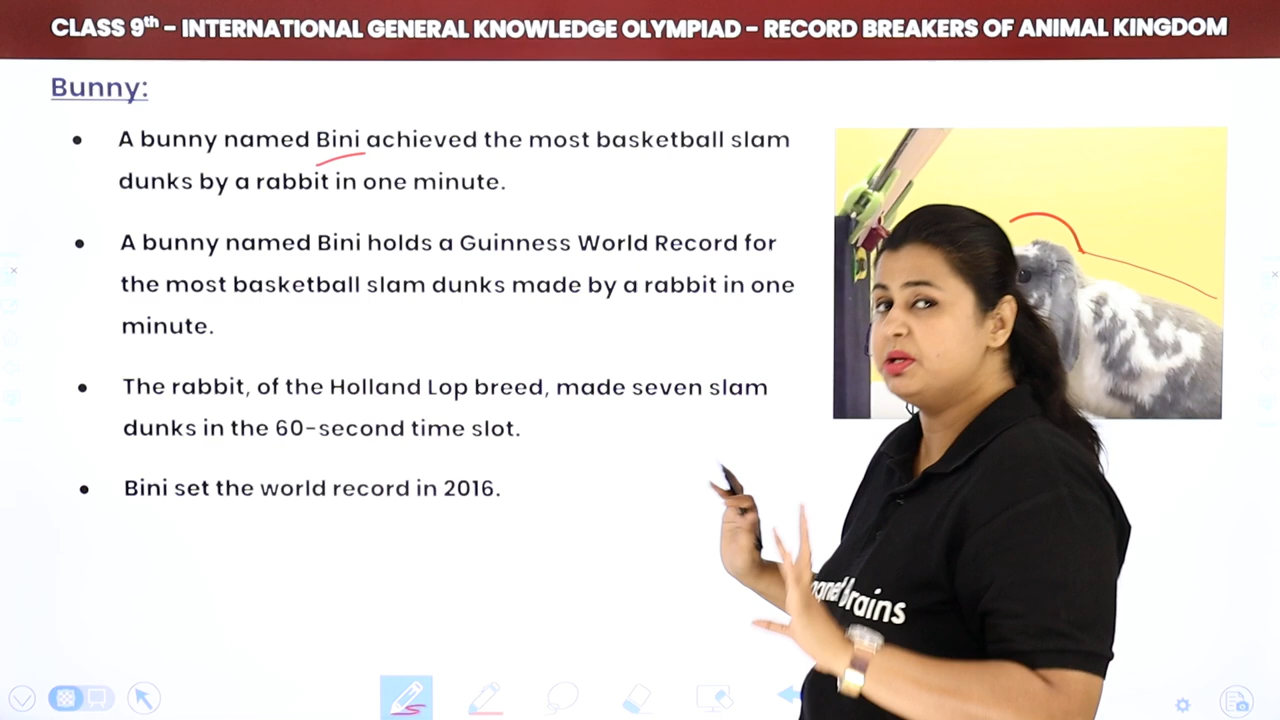 CLASS 9th - INTERNATIONAL GENERAL KNOWLEDGE OLYMPIAD - RECORD BREAKERS OF ANIMAL KINGDOM
Bunny:
• A bunny named Bini achieved the most basketball slam
dunks by a rabbit in one minute.
• A bunny named Bini holds a Guinness World Record for
the most basketball slam dunks made by a rabbit in one
minute.
• The rabbit, of the Holland Lop breed, made seven slam
dunks in the 60-second time slot.
• Bini set the world record in 2016.
Brains